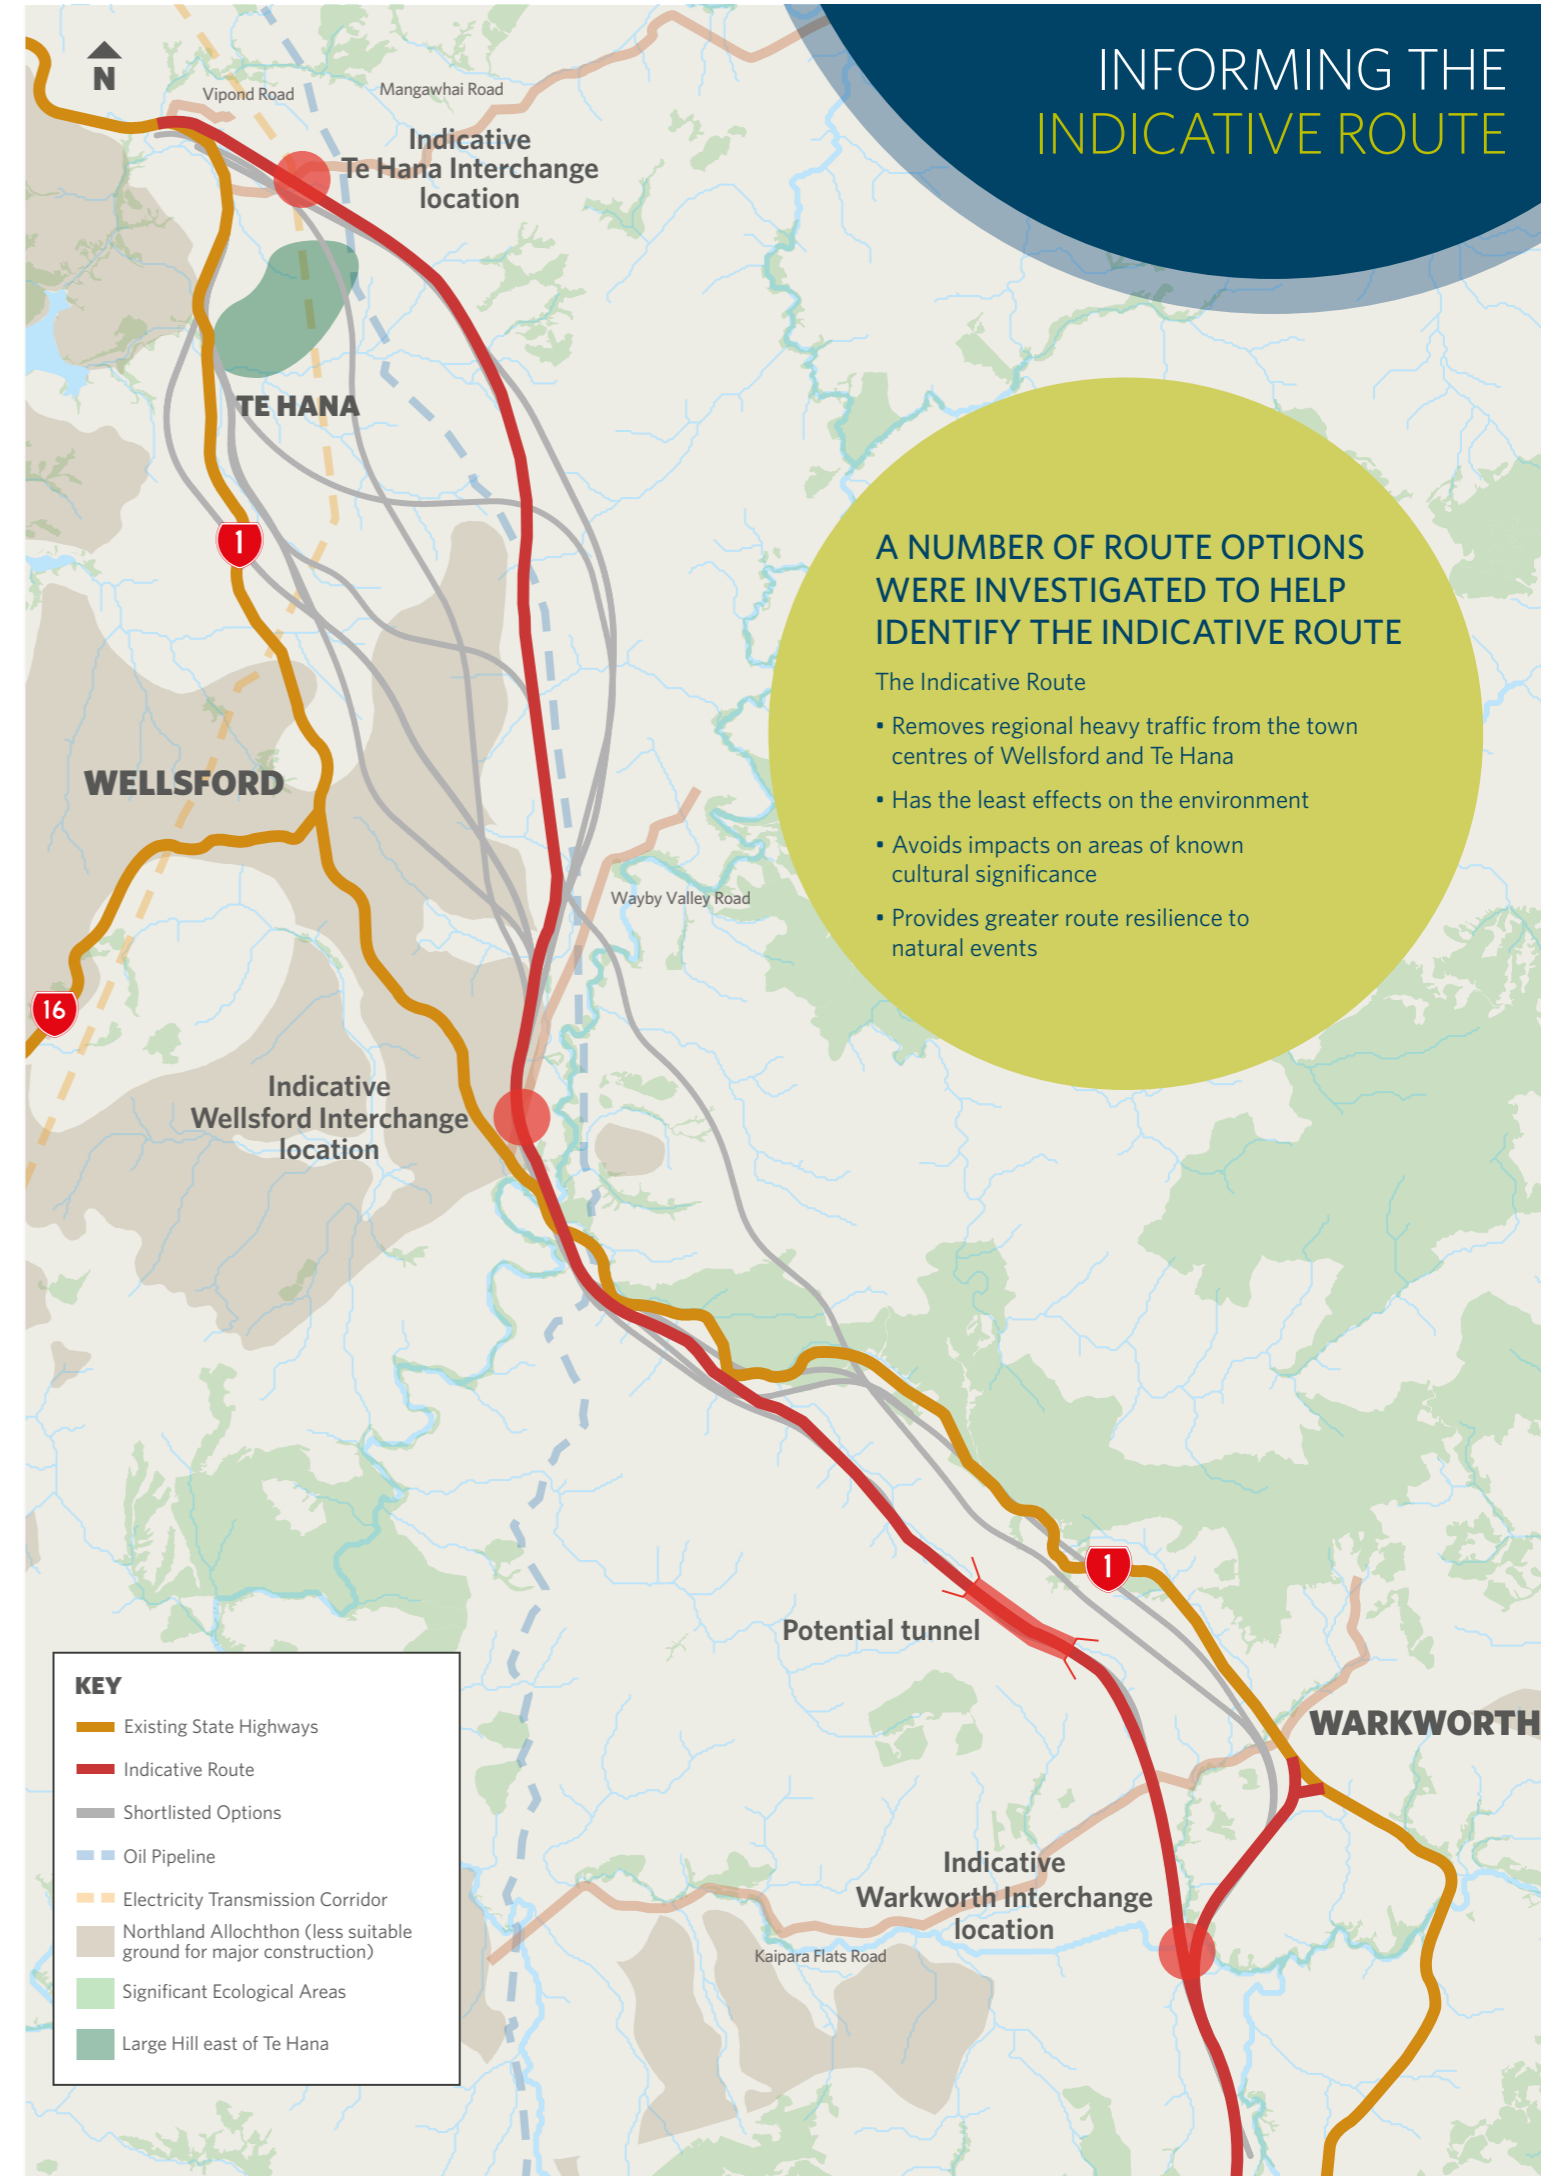 INFORMING THE
INDICATIVE ROUTE
N
Vipond Road
Mangawhai Road
Indicative
Te Hana Interchange
location
TE HANA
1
A NUMBER OF ROUTE OPTIONS
WERE INVESTIGATED TO HELP
IDENTIFY THE INDICATIVE ROUTE
The Indicative Route
• Removes regional heavy traffic from the town
centres of Wellsford and Te Hana
• Has the least effects on the environment
• Avoids impacts on areas of known
cultural significance
• Provides greater route resilience to
natural events
WELLSFORD
Wayby Valley Road
16
Indicative
Wellsford Interchange
location
1
Potential tunnel
WARKWORTH
Indicative
Warkworth Interchange
location
Kaipara Flats Road
KEY
Existing State Highways
Indicative Route
Shortlisted Options
Oil Pipeline
Electricity Transmission Corridor
Northland Allochthon (less suitable
ground for major construction)
Significant Ecological Areas
Large Hill east of Te Hana